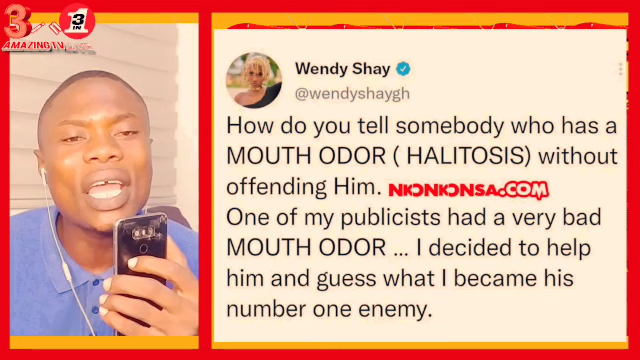 3 3 IN 1
AMAZING TV
Wendy Shay
@wendyshaygh
How do you tell somebody who has a
MOUTH ODOR ( HALITOSIS) without
offending Him. NKONKONSA.COM
One of my publicists had a very bad
MOUTH ODOR ... I decided to help
him and guess what I became his
number one enemy.